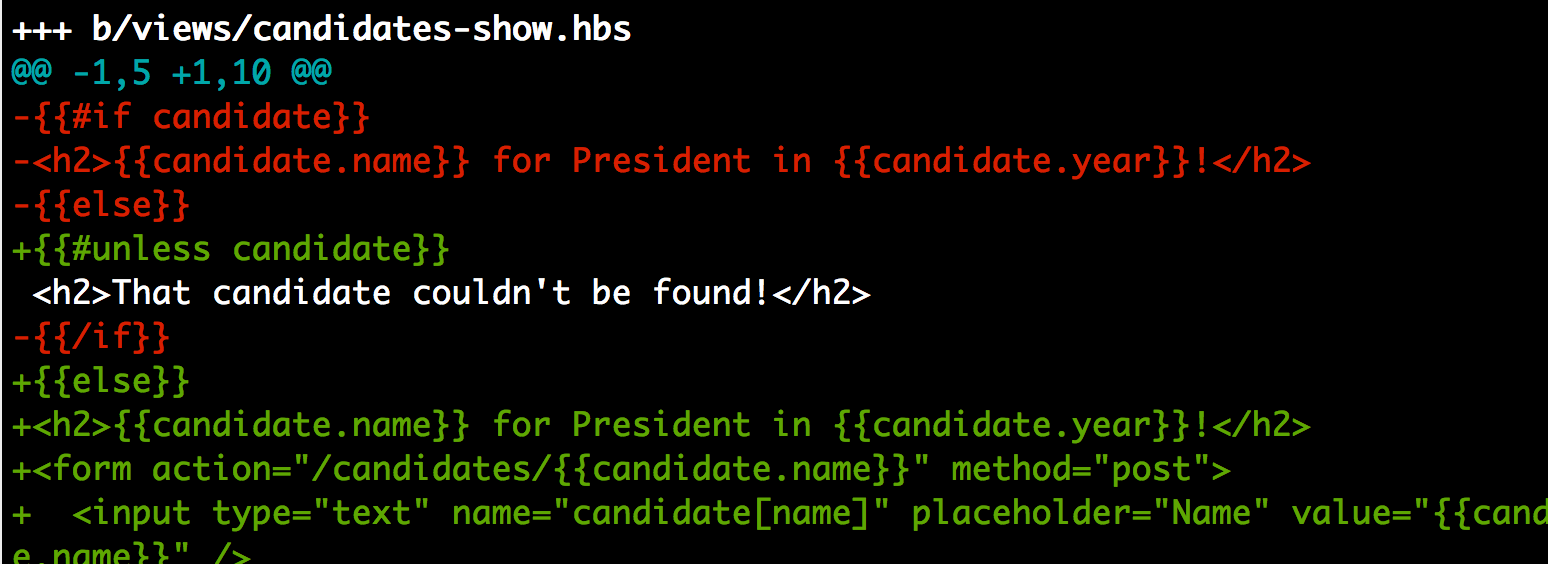 +++ b/views/candidates-show.hbs
@@ -1,5 +1,10 @@
-{{#if candidate}}
-<h2>{{candidate.name}} for President in {{candidate.year}}!</h2>
-{{else}}
+{{#unless candidate}}
 <h2>That candidate couldn't be found!</h2>
-{{/if}}
+{{else}}
+<h2>{{candidate.name}} for President in {{candidate.year}}!</h2>
+<form action="/candidates/{{candidate.name}}" method="post">
+  <input type="text" name="candidate[name]" placeholder="Name" value="{{cand
e.name}}" />